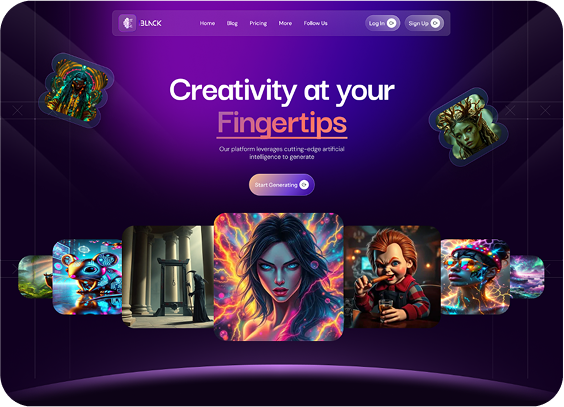 BLACK
Home
Blog
Pricing
More
Follow Us
Log In
Sign Up
Creativity at your
Fingertips
Our platform leverages cutting-edge artificial
intelligence to generate
Start Generating